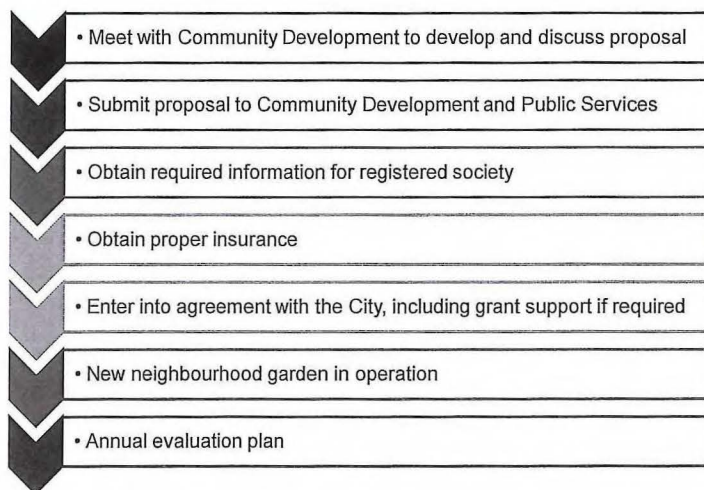 • Meet with Community Development to develop and discuss proposal
• Submit proposal to Community Development and Public Services
• Obtain required information for registered society
• Obtain proper insurance
• Enter into agreement with the City, including grant support if required
• New neighbourhood garden in operation
• Annual evaluation plan